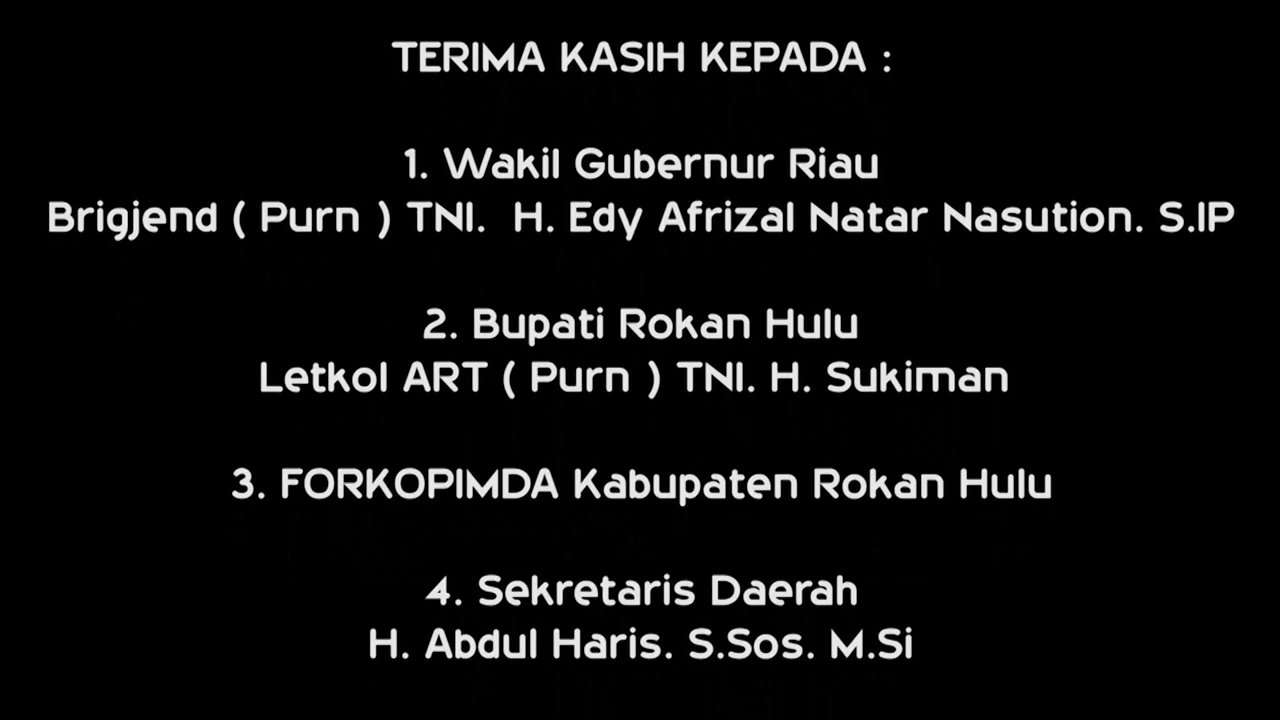 TERIMA KASIH KEPADA :
1. Wakil Gubernur Riau
Brigjend ( Purn ) TNI. H. Edy Afrizal Natar Nasution. S.IP
2. Bupati Rokan Hulu
Letkol ART ( Purn ) TNI. H. Sukiman
3. FORKOPIMDA Kabupaten Rokan Hulu
4. Sekretaris Daerah
H. Abdul Haris. S.Sos. M.Si